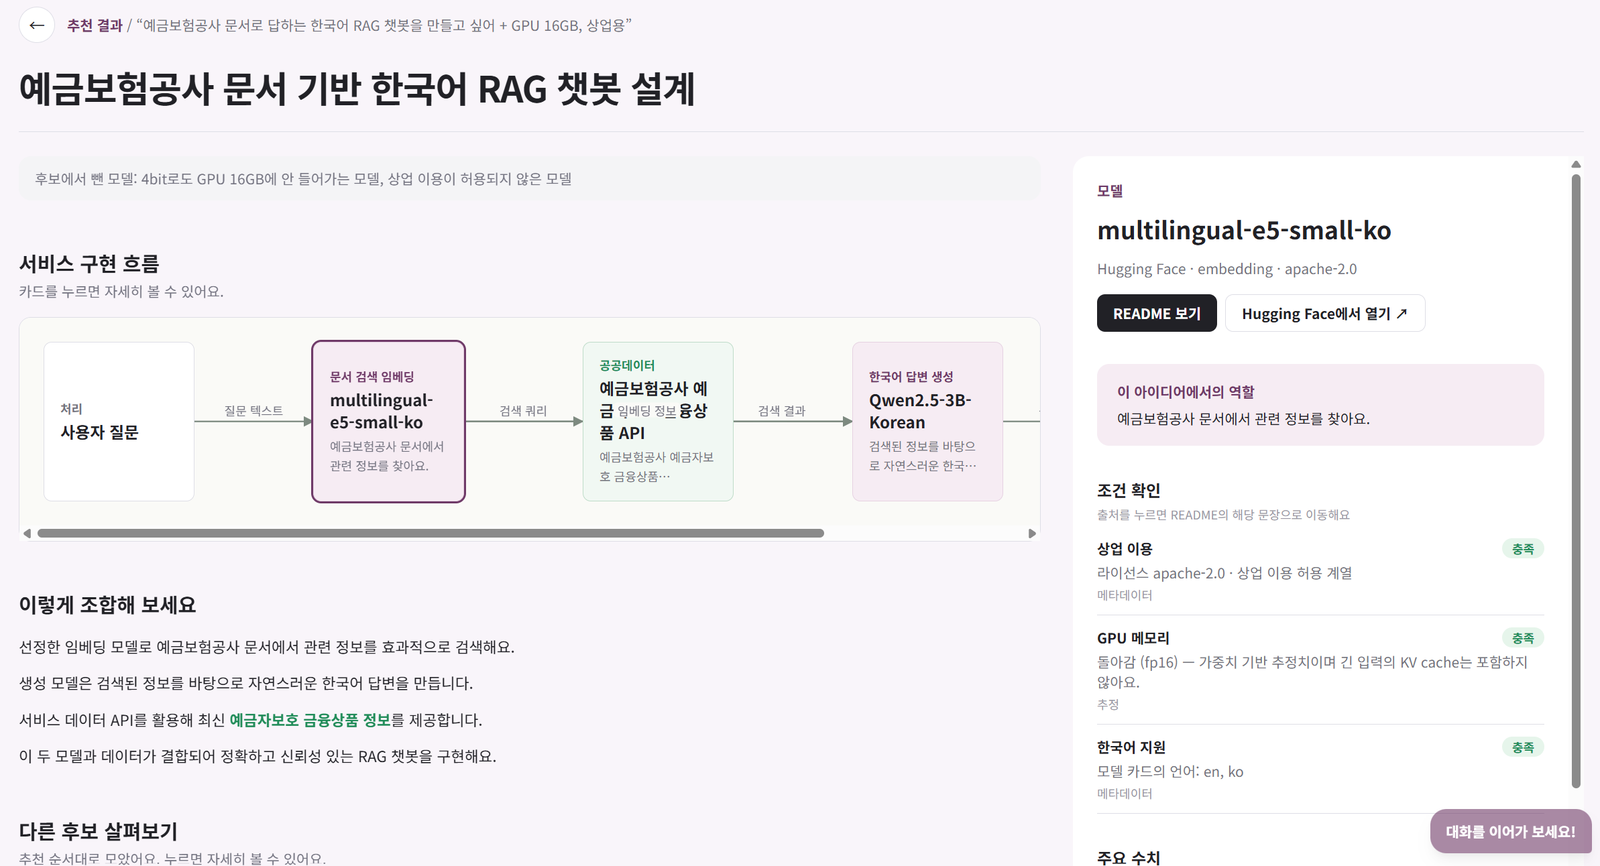 ←
추천 결과 / “예금보험공사 문서로 답하는 한국어 RAG 챗봇을 만들고 싶어 + GPU 16GB, 상업용”
예금보험공사 문서 기반 한국어 RAG 챗봇 설계
후보에서 뺀 모델: 4bit로도 GPU 16GB에 안 들어가는 모델, 상업 이용이 허용되지 않은 모델
서비스 구현 흐름
카드를 누르면 자세히 볼 수 있어요.
처리
사용자 질문
질문 텍스트
문서 검색 임베딩
multilingual-
e5-small-ko
예금보험공사 문서에서
관련 정보를 찾아요.
검색 쿼리
공공데이터
예금보험공사 예
금 임베딩 정보 융상
품 API
예금보험공사 예금자보
호 금융상품…
검색 결과
한국어 답변 생성
Qwen2.5-3B-
Korean
검색된 정보를 바탕으
로 자연스러운 한국…
이렇게 조합해 보세요
선정한 임베딩 모델로 예금보험공사 문서에서 관련 정보를 효과적으로 검색해요.
생성 모델은 검색된 정보를 바탕으로 자연스러운 한국어 답변을 만듭니다.
서비스 데이터 API를 활용해 최신 예금자보호 금융상품 정보를 제공합니다.
이 두 모델과 데이터가 결합되어 정확하고 신뢰성 있는 RAG 챗봇을 구현해요.
다른 후보 살펴보기
추천 순서대로 모았어요. 누르면 자세히 볼 수 있어요.
모델
multilingual-e5-small-ko
Hugging Face · embedding · apache-2.0
README 보기
Hugging Face에서 열기 ↗
이 아이디어에서의 역할
예금보험공사 문서에서 관련 정보를 찾아요.
조건 확인
출처를 누르면 README의 해당 문장으로 이동해요
상업 이용
충족
라이선스 apache-2.0 · 상업 이용 허용 계열
메타데이터
GPU 메모리
충족
돌아감 (fp16) — 가중치 기반 추정치이며 긴 입력의 KV cache는 포함하지
않아요.
추정
한국어 지원
충족
모델 카드의 언어: en, ko
메타데이터
대화를 이어가 보세요!
주요 수치